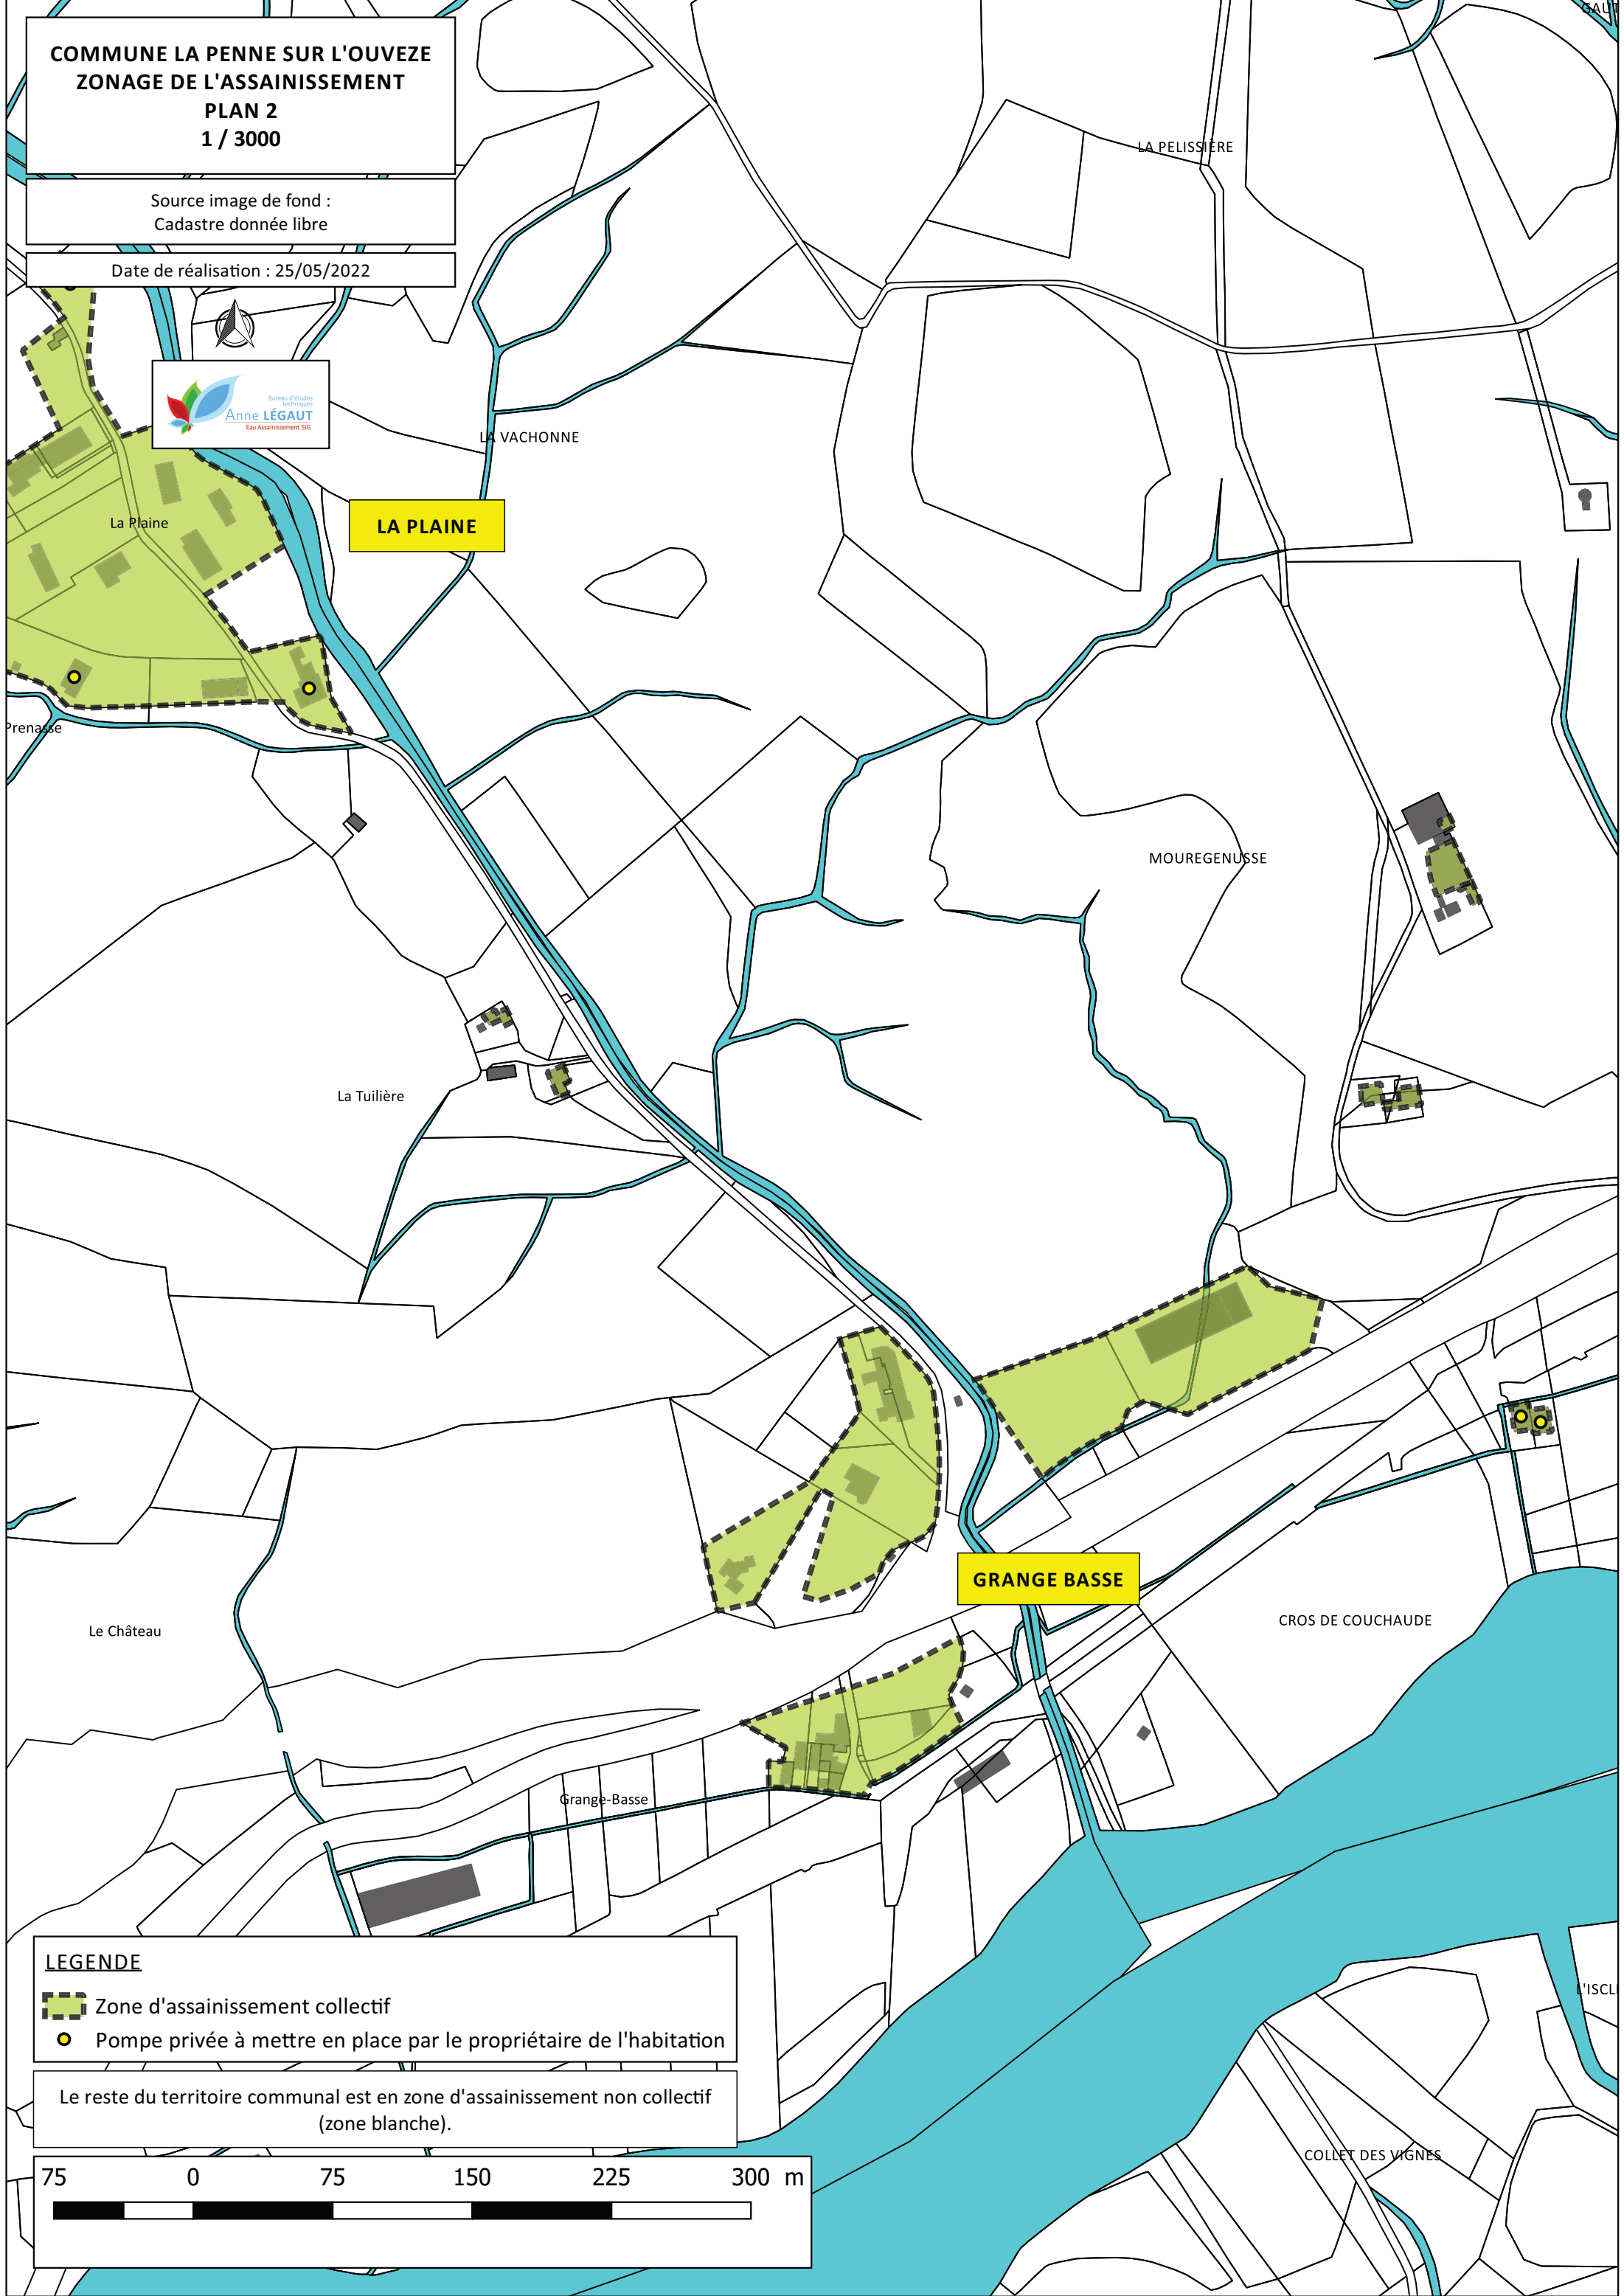 COMMUNE LA PENNE SUR L'OUVEZE
ZONAGE DE L'ASSAINISSEMENT
PLAN 2
1 / 3000
Source image de fond :
Cadastre donnée libre
Date de réalisation : 25/05/2022
Bureau d'études
techniques
Anne LÉGAUT
Eau Assainissement SIG
LA PELISSIÈRE
LA VACHONNE
LA PLAINE
La Plaine
Prenasse
MOUREGENUSSE
La Tuilière
GRANGE BASSE
CROS DE COUCHAUDE
Le Château
Grange-Basse
LEGENDE
Zone d'assainissement collectif
Pompe privée à mettre en place par le propriétaire de l'habitation
Le reste du territoire communal est en zone d'assainissement non collectif
(zone blanche).
L'ISCL
COLLET DES VIGNES
75 0 75 150 225 300 m